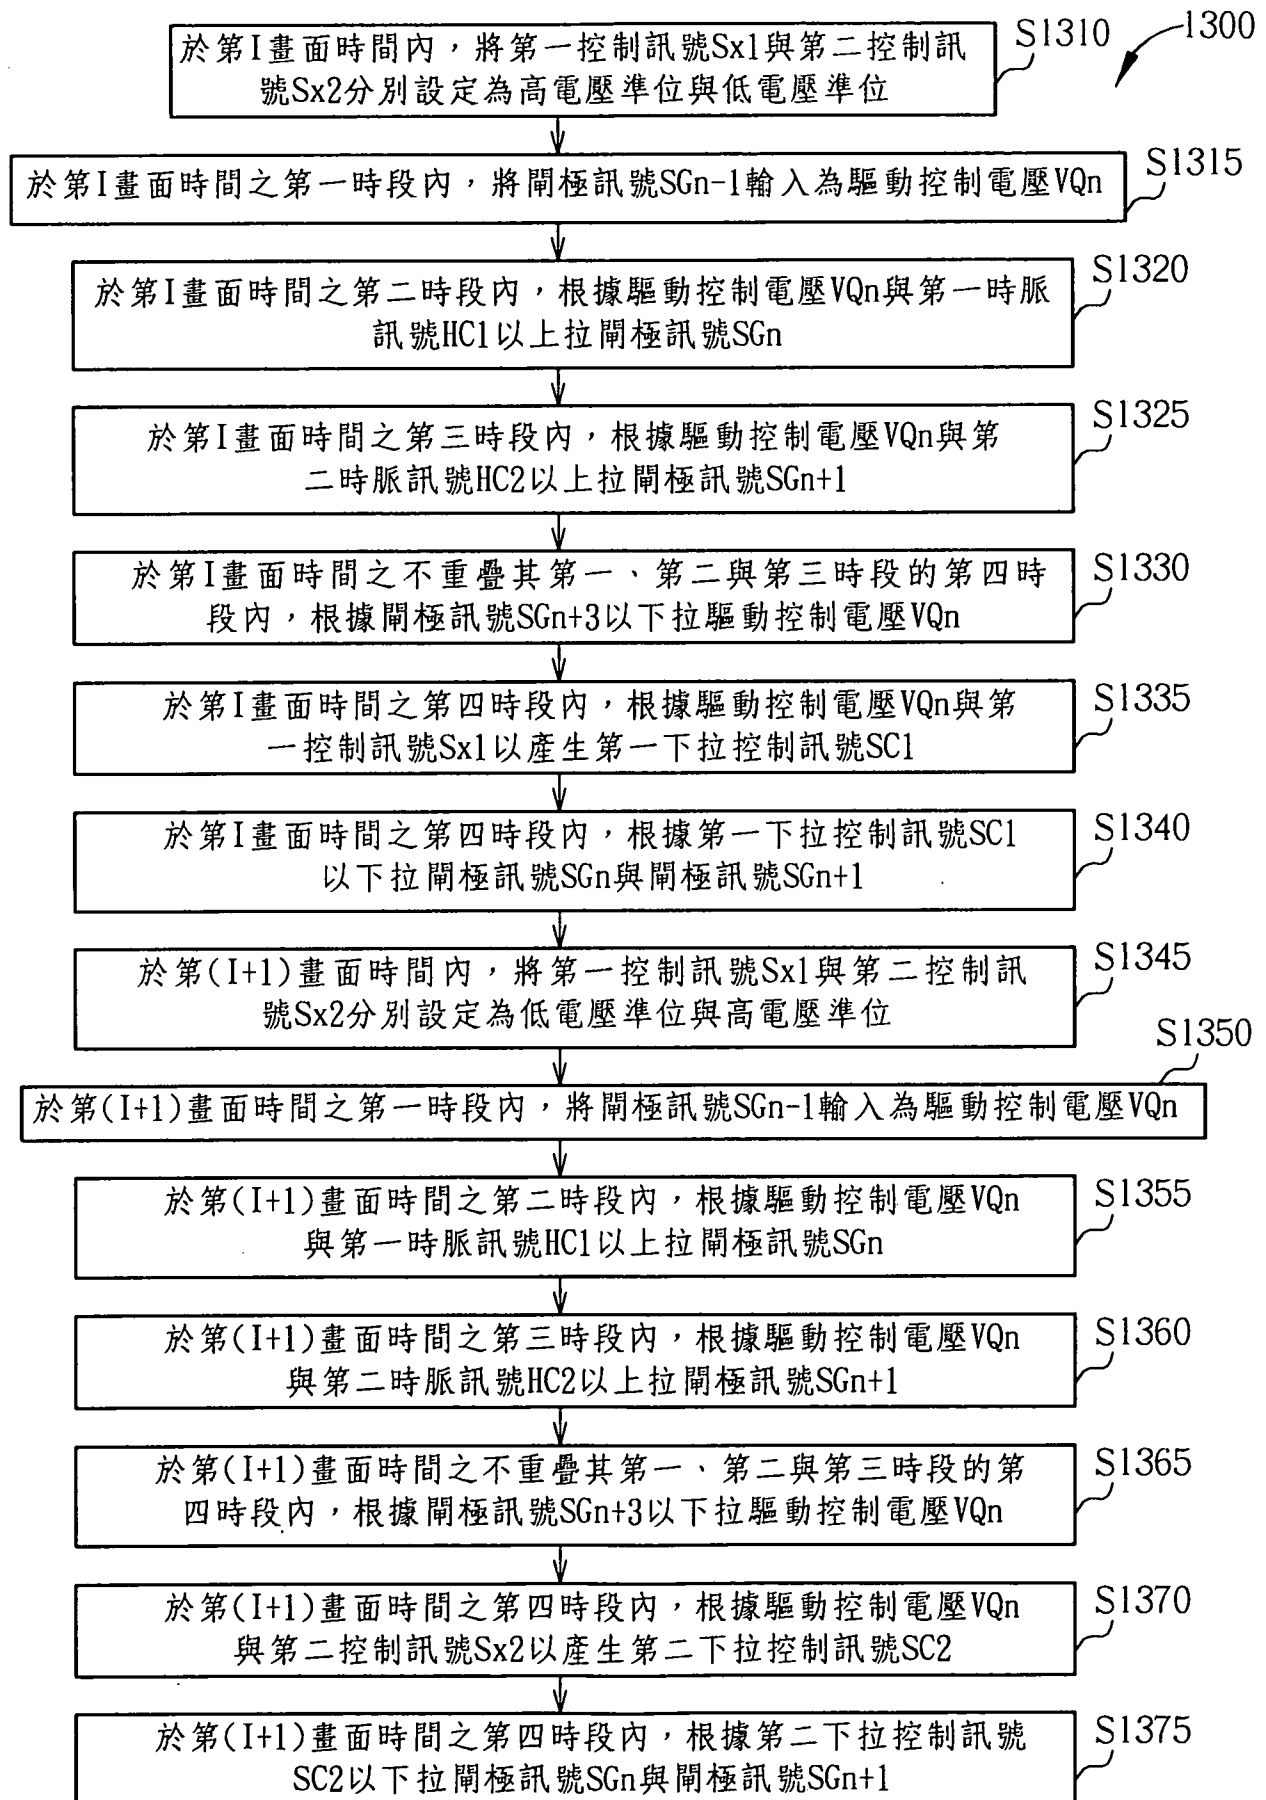 1300
S1310
於第I畫面時間內，將第一控制訊號Sx1與第二控制訊
號Sx2分別設定為高電壓準位與低電壓準位
S1315
於第I畫面時間之第一時段內，將閘極訊號SGn-1輸入為驅動控制電壓VQn
S1320
於第I畫面時間之第二時段內，根據驅動控制電壓VQn與第一時脈
訊號HC1以上拉閘極訊號SGn
S1325
於第I畫面時間之第三時段內，根據驅動控制電壓VQn與第
二時脈訊號HC2以上拉閘極訊號SGn+1
S1330
於第I畫面時間之不重疊其第一、第二與第三時段的第四時
段內，根據閘極訊號SGn+3以下拉驅動控制電壓VQn
S1335
於第I畫面時間之第四時段內，根據驅動控制電壓VQn與第
一控制訊號Sx1以產生第一下拉控制訊號SC1
S1340
於第I畫面時間之第四時段內，根據第一下拉控制訊號SC1
以下拉閘極訊號SGn與閘極訊號SGn+1
S1345
於第(I+1)畫面時間內，將第一控制訊號Sx1與第二控制訊
號Sx2分別設定為低電壓準位與高電壓準位
S1350
於第(I+1)畫面時間之第一時段內，將閘極訊號SGn-1輸入為驅動控制電壓VQn
S1355
於第(I+1)畫面時間之第二時段內，根據驅動控制電壓VQn
與第一時脈訊號HC1以上拉閘極訊號SGn
S1360
於第(I+1)畫面時間之第三時段內，根據驅動控制電壓VQn
與第二時脈訊號HC2以上拉閘極訊號SGn+1
S1365
於第(I+1)畫面時間之不重疊其第一、第二與第三時段的第
四時段內，根據閘極訊號SGn+3以下拉驅動控制電壓VQn
S1370
於第(I+1)畫面時間之第四時段內，根據驅動控制電壓VQn
與第二控制訊號Sx2以產生第二下拉控制訊號SC2
S1375
於第(I+1)畫面時間之第四時段內，根據第二下拉控制訊號
SC2以下拉閘極訊號SGn與閘極訊號SGn+1